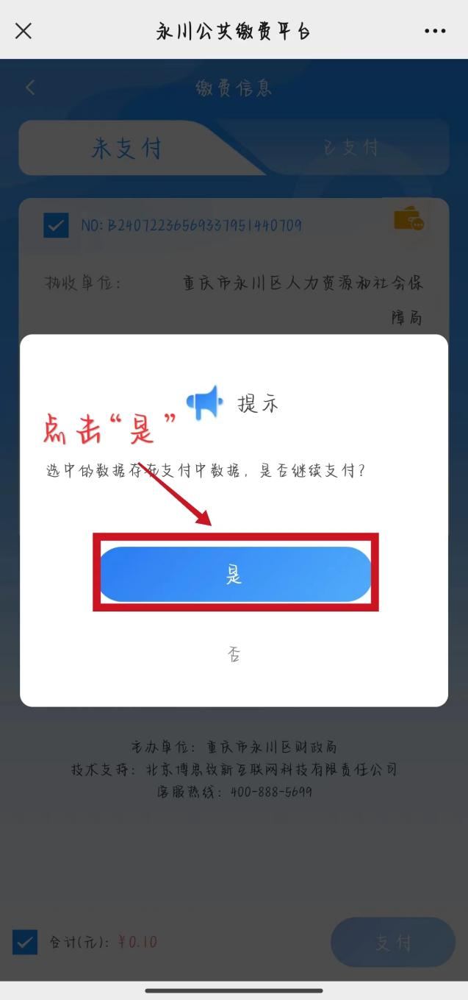 永川公共缴费平台
缴费信息
未支付
已支付
NO: B24072236569337951440709
执收单位:
重庆市永川区人力资源和社会保
障局
提示
点击“是”
选中的数据存在支付中数据，是否继续支付?
是
否
主办单位: 重庆市永川区财政局
技术支持: 北京博思致新互联网科技有限责任公司
客服热线: 400-888-5699
合计(元): ¥0.10
支付